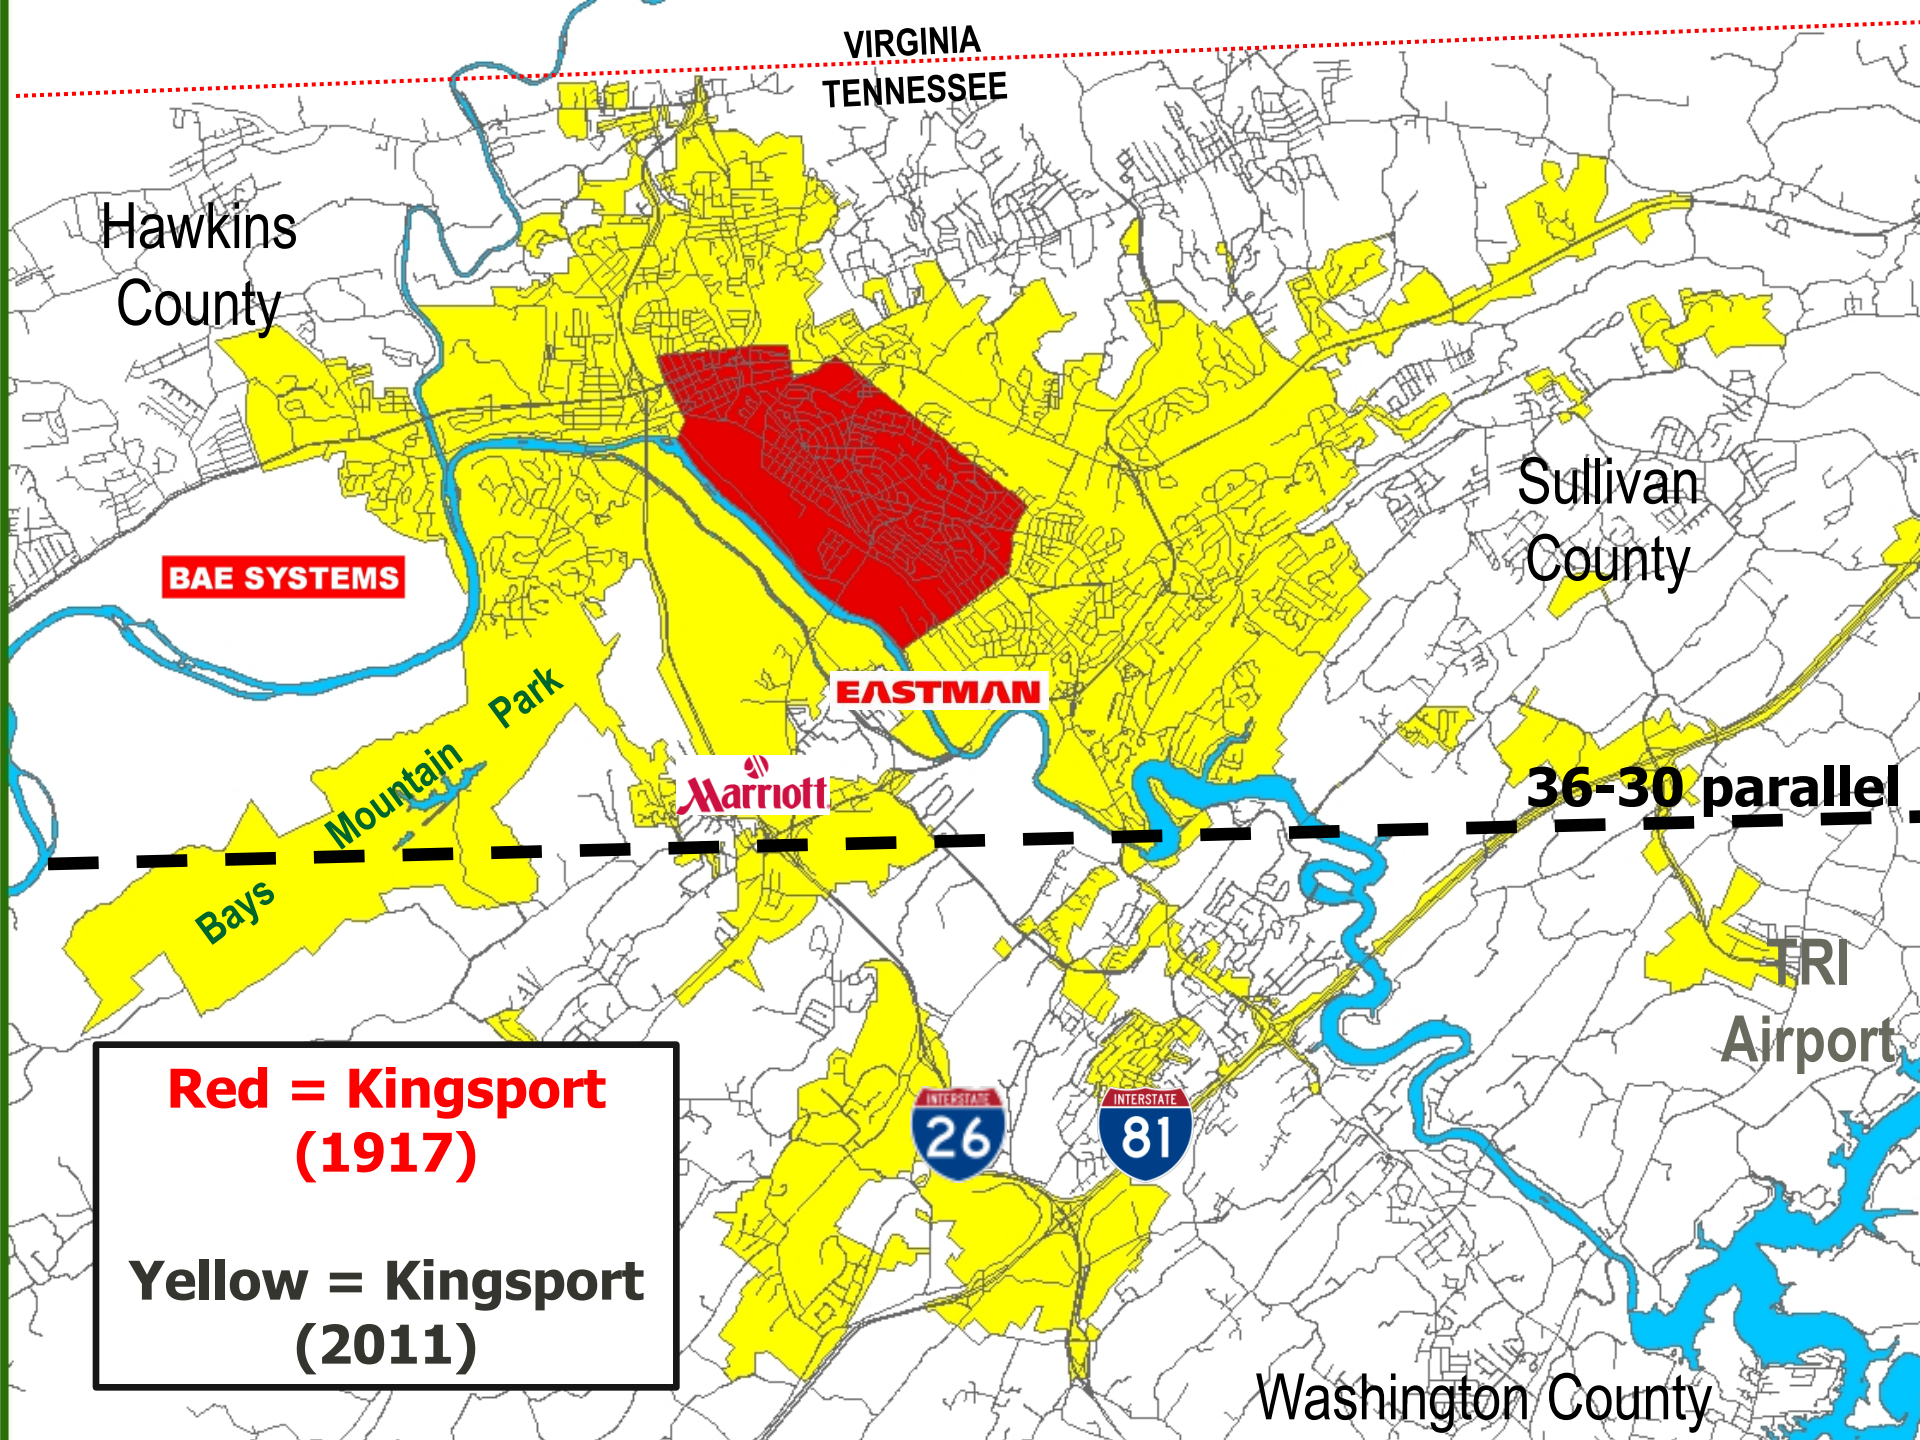 VIRGINIA
TENNESSEE
Hawkins
County
Sullivan
County
BAE SYSTEMS
EASTMAN
Park
Mountain
Bays
Marriott
36-30 parallel
TRI
Airport
INTERSTATE
26
INTERSTATE
81
Red = Kingsport
(1917)
Yellow = Kingsport
(2011)
Washington County